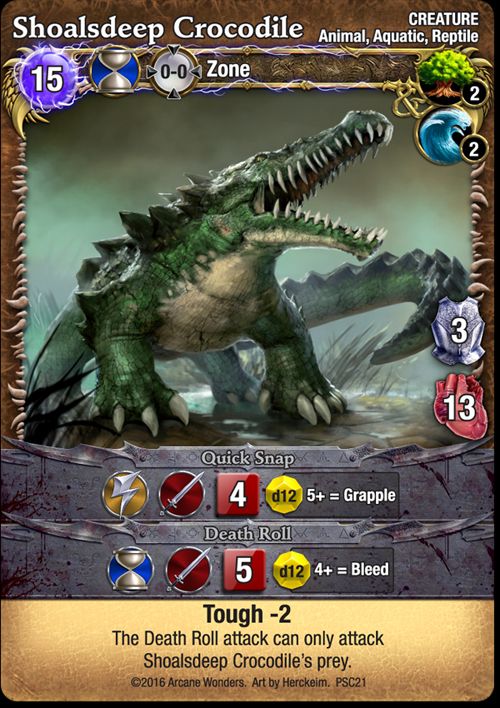 Shoalsdeep Crocodile
CREATURE
Animal, Aquatic, Reptile
15
0-0
Zone
2
2
3
13
Quick Snap
4
d12
5+ = Grapple
Death Roll
5
d12
4+ = Bleed
Tough -2
The Death Roll attack can only attack
Shoalsdeep Crocodile's prey.
©2016 Arcane Wonders. Art by Herckeim. PSC21